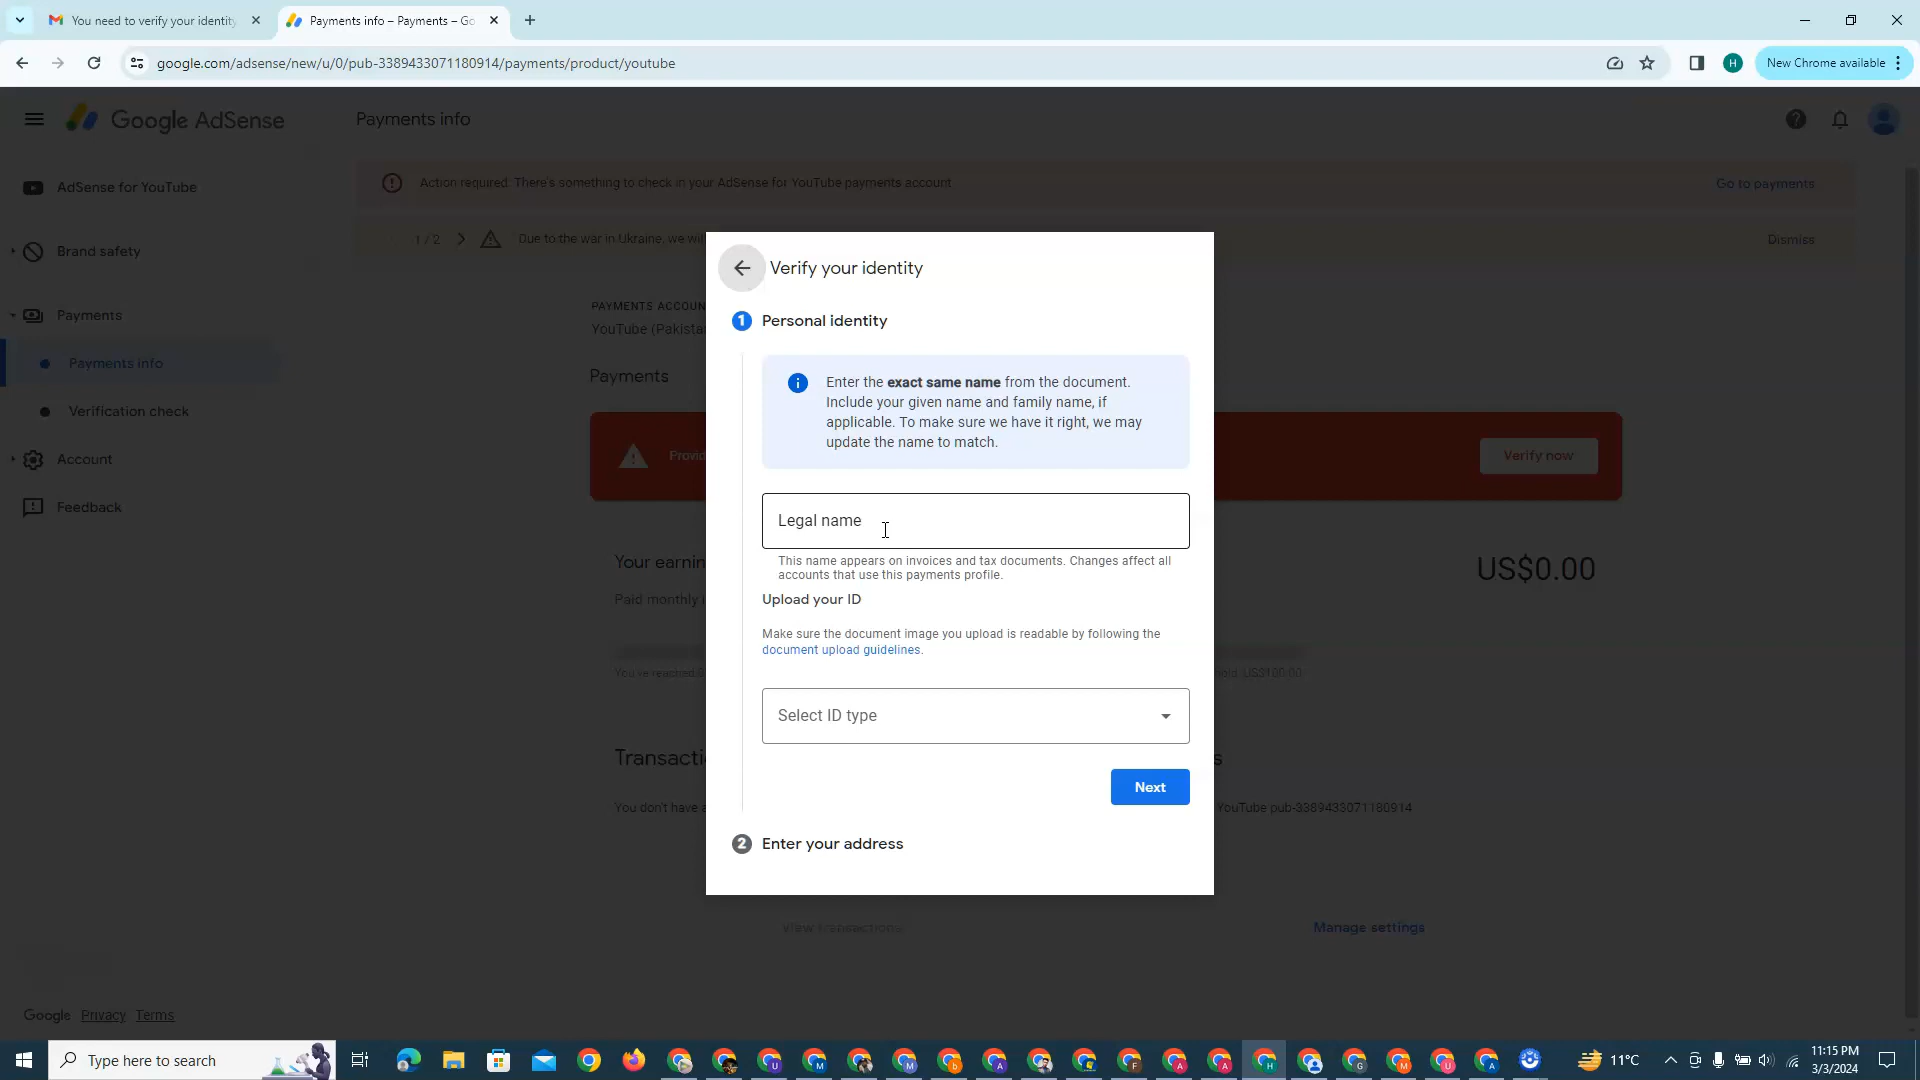 You need to verify your identity
Payments info – Payments – Go
google.com/adsense/new/u/0/pub-3389433071180914/payments/product/youtube
H
New Chrome available
Google AdSense
Payments info
Action required: There's something to check in your AdSense for YouTube payments account
Go to payments
AdSense for YouTube
1 / 2
Due to the war in Ukraine, we wi
Dismiss
Brand safety
Verify your identity
PAYMENTS ACCOUN
Payments
YouTube (Pakista
1 Personal identity
Payments info
Payments
Enter the exact same name from the document.
Include your given name and family name, if
applicable. To make sure we have it right, we may
update the name to match.
Verification check
Account
Provid
Verify now
Feedback
Legal name
This name appears on invoices and tax documents. Changes affect all
accounts that use this payments profile.
Your earnin
US$0.00
Paid monthly i
Upload your ID
Make sure the document image you upload is readable by following the
document upload guidelines.
You've reached
US$100.00
Select ID type
Transacti
s
Next
You don't have a
YouTube pub-3389433071180914
2 Enter your address
View transactions
Manage settings
Google Privacy Terms
Type here to search
11°C
11:15 PM
3/3/2024